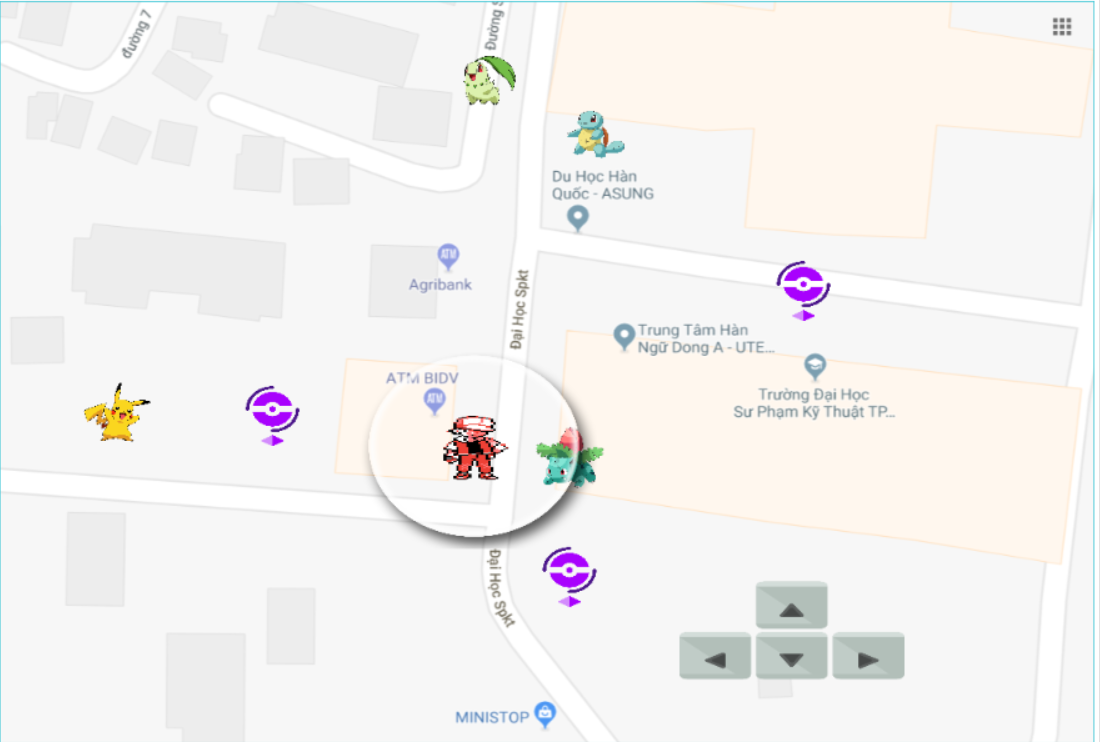 đường 7
Đường S
Du Học Hàn
Quốc - ASUNG
ATM
Agribank
Đại Học Spkt
Trung Tâm Hàn
Ngữ Dong A - UTE...
ATM BIDV
ATM
Trường Đại Học
Sư Phạm Kỹ Thuật TP...
Đại Học Spkt
MINISTOP